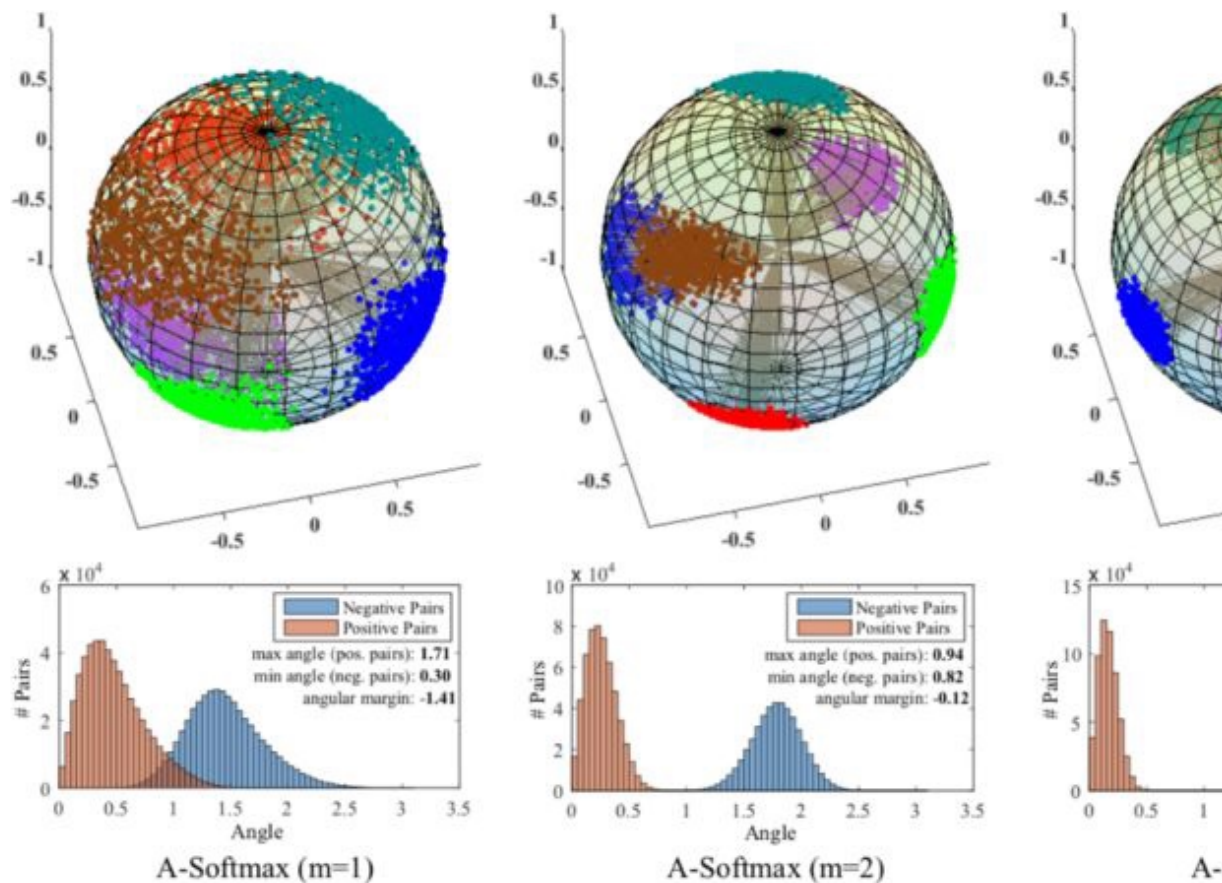 1
0.5
0
-0.5
-1
0.5
0
-0.5
-0.5
0
0.5
1
0.5
0
-0.5
-1
0.5
0
-0.5
-0.5
0
0.5
1
0.5
0
-0.5
-1
0.5
0
-0.5
x 10^4
6
4
2
0
# Pairs
Negative Pairs
Positive Pairs
max angle (pos. pairs): 1.71
min angle (neg. pairs): 0.30
angular margin: -1.41
0 0.5 1 1.5 2 2.5 3 3.5
Angle
A-Softmax (m=1)
x 10^4
10
8
6
4
2
0
# Pairs
Negative Pairs
Positive Pairs
max angle (pos. pairs): 0.94
min angle (neg. pairs): 0.82
angular margin: -0.12
0 0.5 1 1.5 2 2.5 3 3.5
Angle
A-Softmax (m=2)
x 10^4
15
10
5
0
# Pairs
0 0.5 1
A-